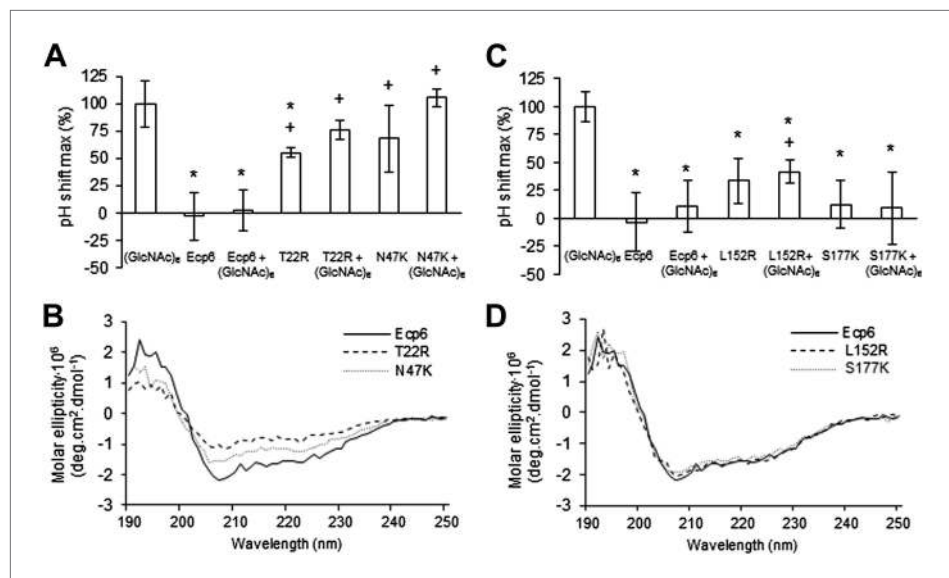 A
pH shift max (%)
125
100
75
50
25
0
-25
-50
*
*
*
+
+
+
+
(GlcNAc)₆
Ecp6
Ecp6 +
(GlcNAc)₆
T22R
T22R +
(GlcNAc)₆
N47K
N47K +
(GlcNAc)₆
C
pH shift max (%)
125
100
75
50
25
0
-25
-50
*
*
*
*
+
*
*
(GlcNAc)₆
Ecp6
Ecp6 +
(GlcNAc)₆
L152R
L152R+
(GlcNAc)₆
S177K
S177K +
(GlcNAc)₆
B
Molar ellipticity·10⁶
(deg.cm².dmol⁻¹)
3
2
1
0
-1
-2
-3
Ecp6
T22R
N47K
190 200 210 220 230 240 250
Wavelength (nm)
D
Molar ellipticity·10⁶
(deg.cm².dmol⁻¹)
3
2
1
0
-1
-2
-3
Ecp6
L152R
S177K
190 200 210 220 230 240 250
Wavelength (nm)